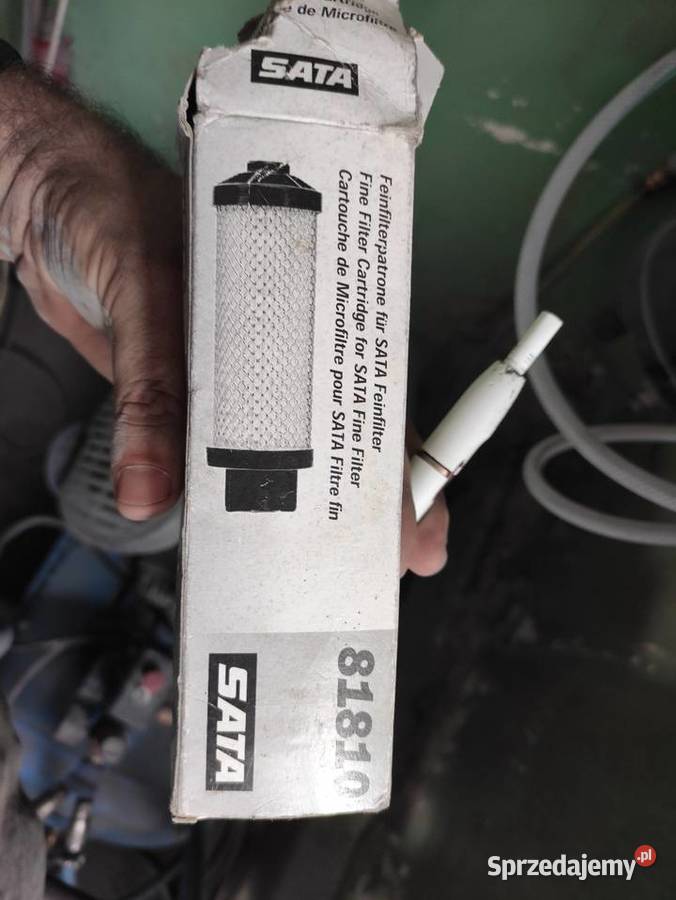 de Microfiltre
SATA
Feinfilterpatrone für SATA Feinfilter
Fine Filter Cartridge for SATA Fine Filter
Cartouche de Microfiltre pour SATA Filtre fin
81810
SATA
Sprzedajemy.pl